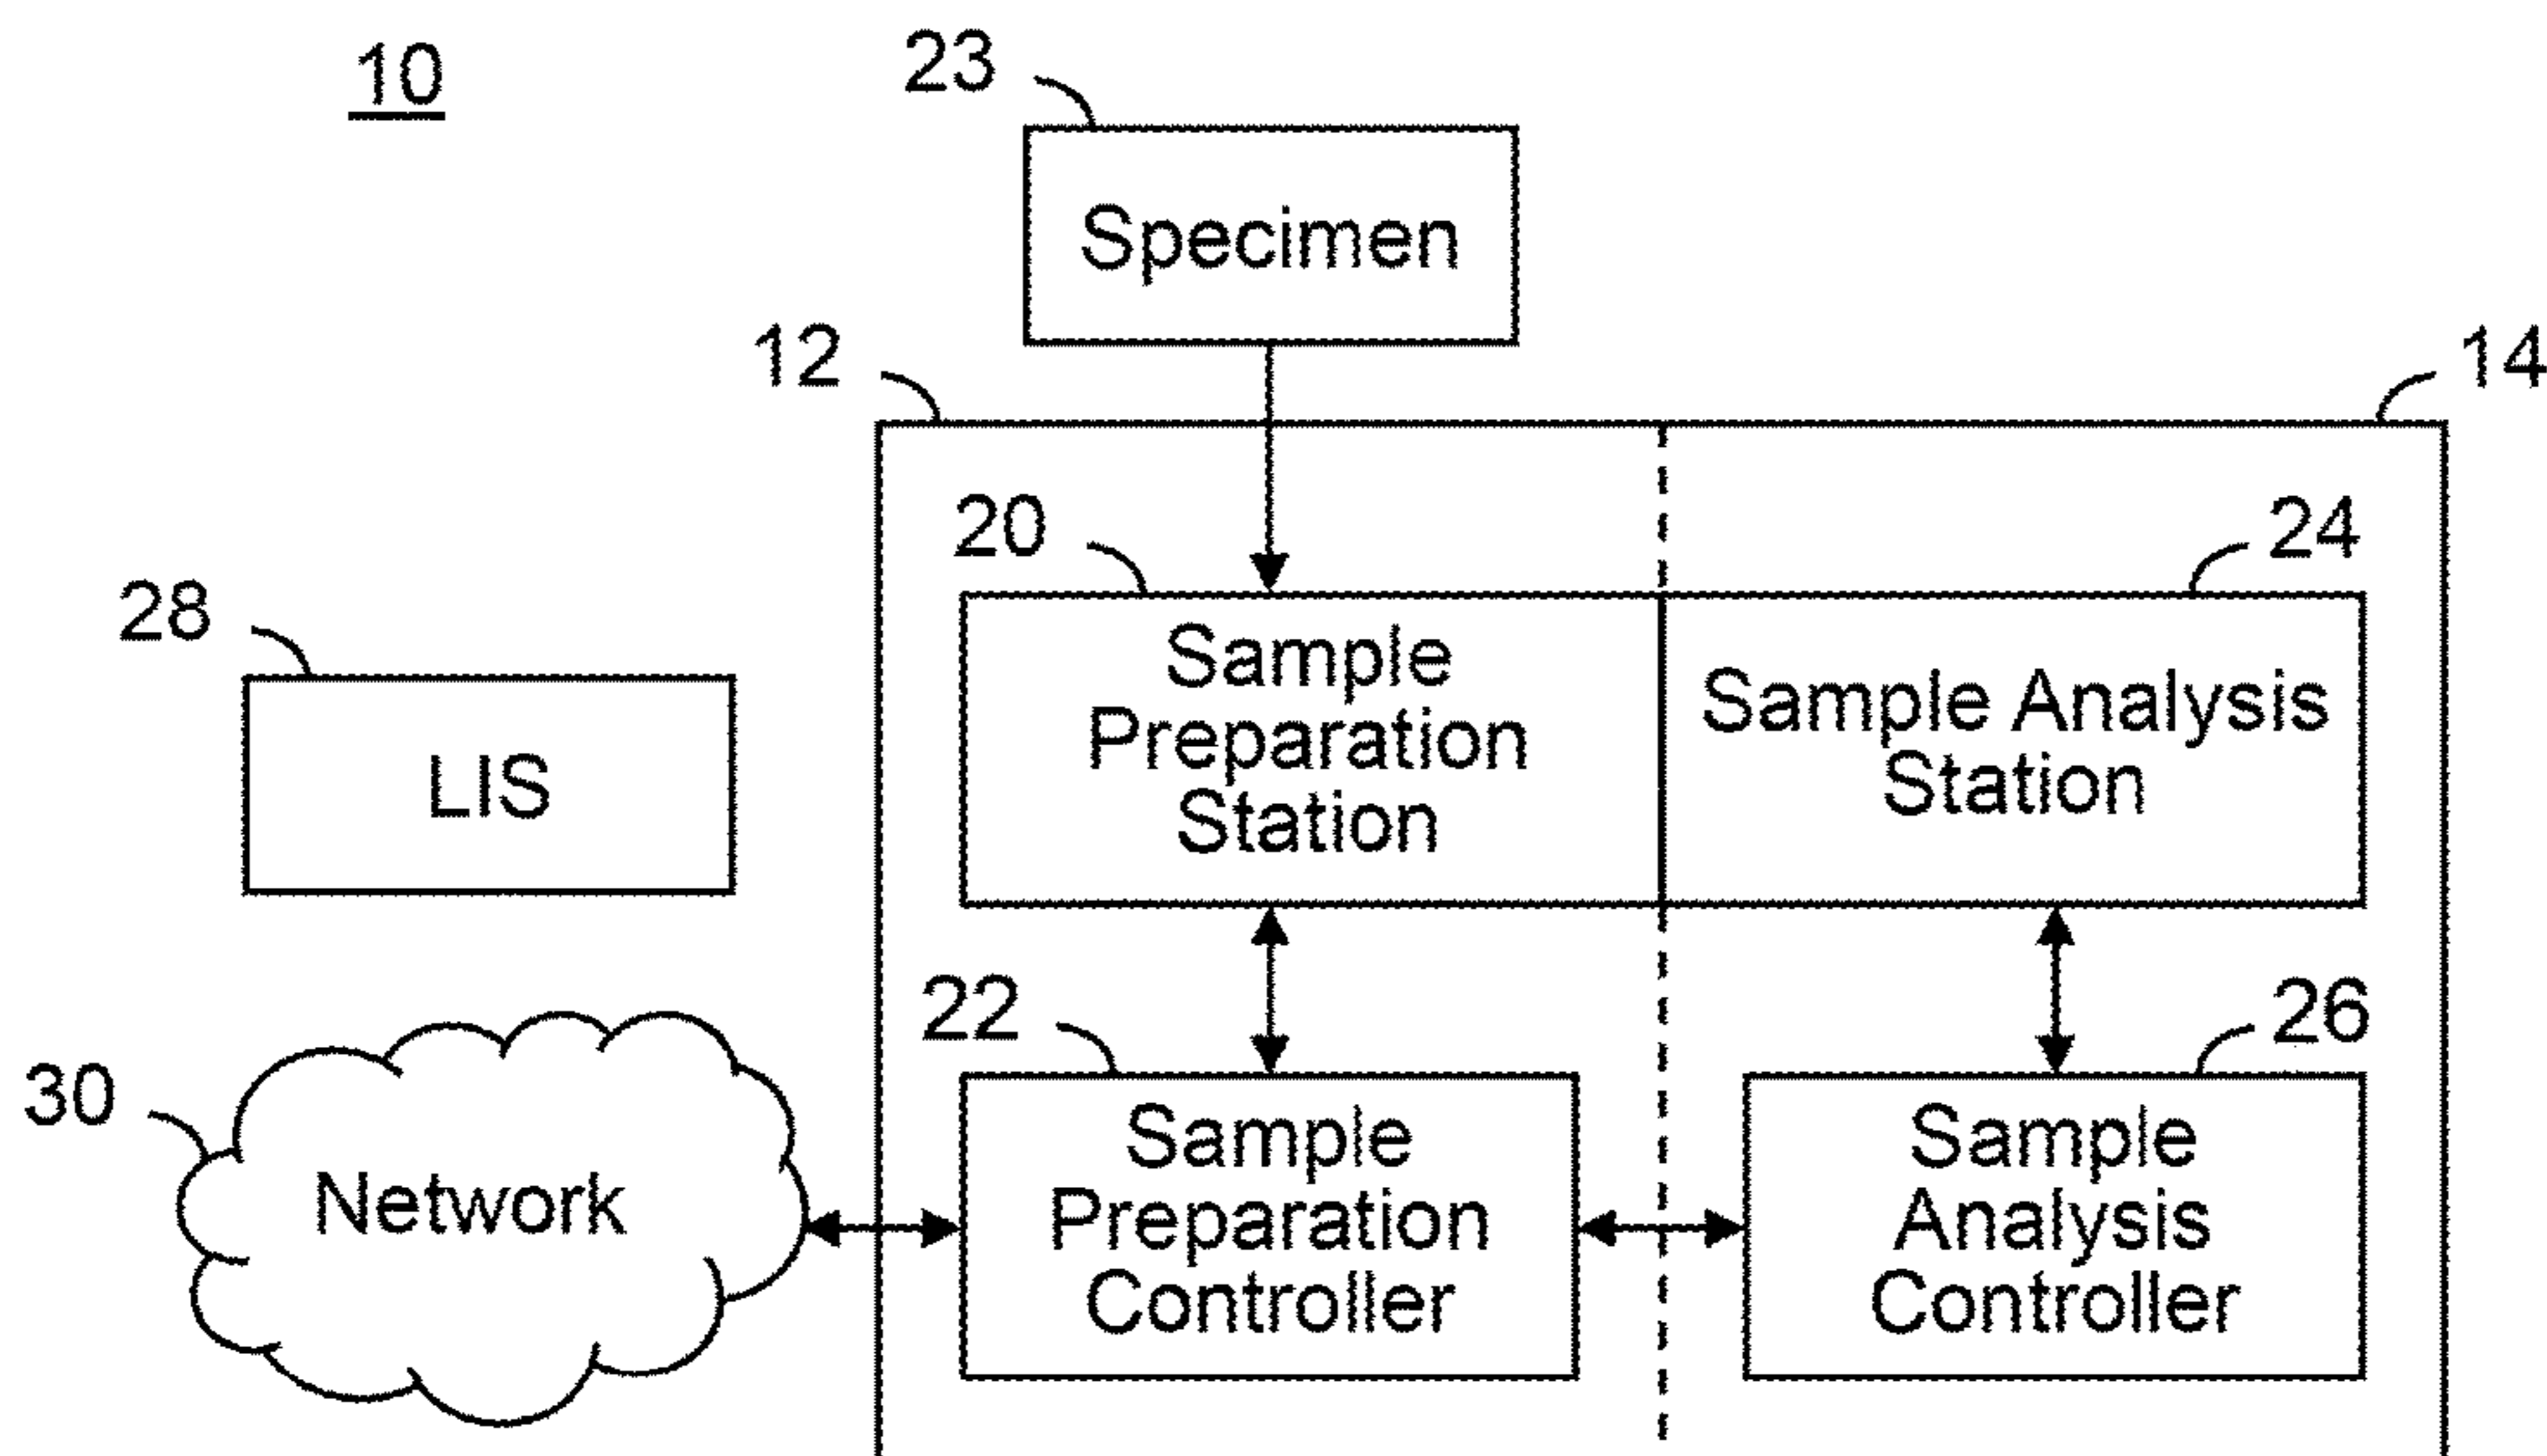 10
23
Specimen
12
14
20
24
28
Sample
Preparation
Station
Sample Analysis
Station
LIS
22
26
30
Network
Sample
Preparation
Controller
Sample
Analysis
Controller